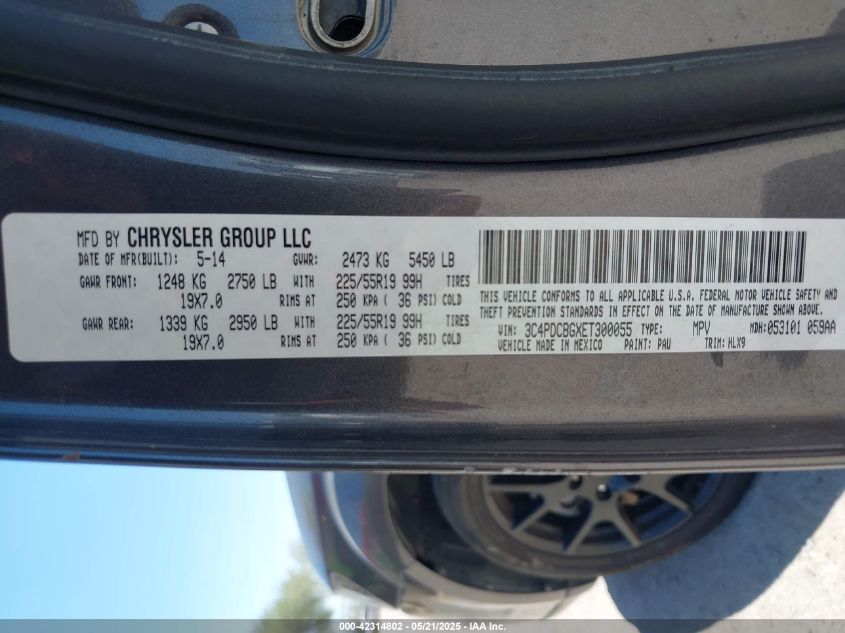 MFD BY CHRYSLER GROUP LLC
DATE OF MFR(BUILT): 5-14 GVWR: 2473 KG 5450 LB
GAWR FRONT: 1248 KG 2750 LB WITH 225/55R19 99H TIRES
19X7.0 RIMS AT 250 KPA ( 36 PSI) COLD
GAWR REAR: 1339 KG 2950 LB WITH 225/55R19 99H TIRES
19X7.0 RIMS AT 250 KPA ( 36 PSI) COLD
THIS VEHICLE CONFORMS TO ALL APPLICABLE U.S.A. FEDERAL MOTOR VEHICLE SAFETY AND
THEFT PREVENTION STANDARDS IN EFFECT ON THE DATE OF MANUFACTURE SHOWN ABOVE.
VIN: 3C4PDCBGXET300055 TYPE: MPV MDH: 053101 059AA
VEHICLE MADE IN MEXICO PAINT: PAU TRIM: HLX9
000-42314802 - 05/21/2025 - IAA Inc.